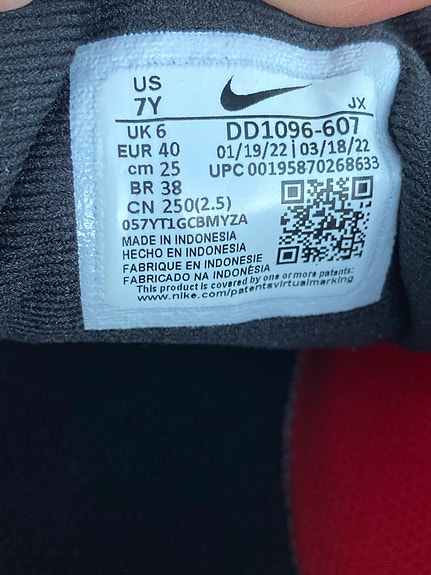 US
7Y
JX
UK 6
DD1096-607
EUR 40
01/19/22 | 03/18/22
cm 25
UPC 00195870268633
BR 38
CN 250(2.5)
057YT1GCBMYZA
MADE IN INDONESIA
HECHO EN INDONESIA
FABRIQUE EN INDONESIE
FABRICADO NA INDONÈSIA
This product is covered by one or more patents:
www.nike.com/patentsvirtualmarking